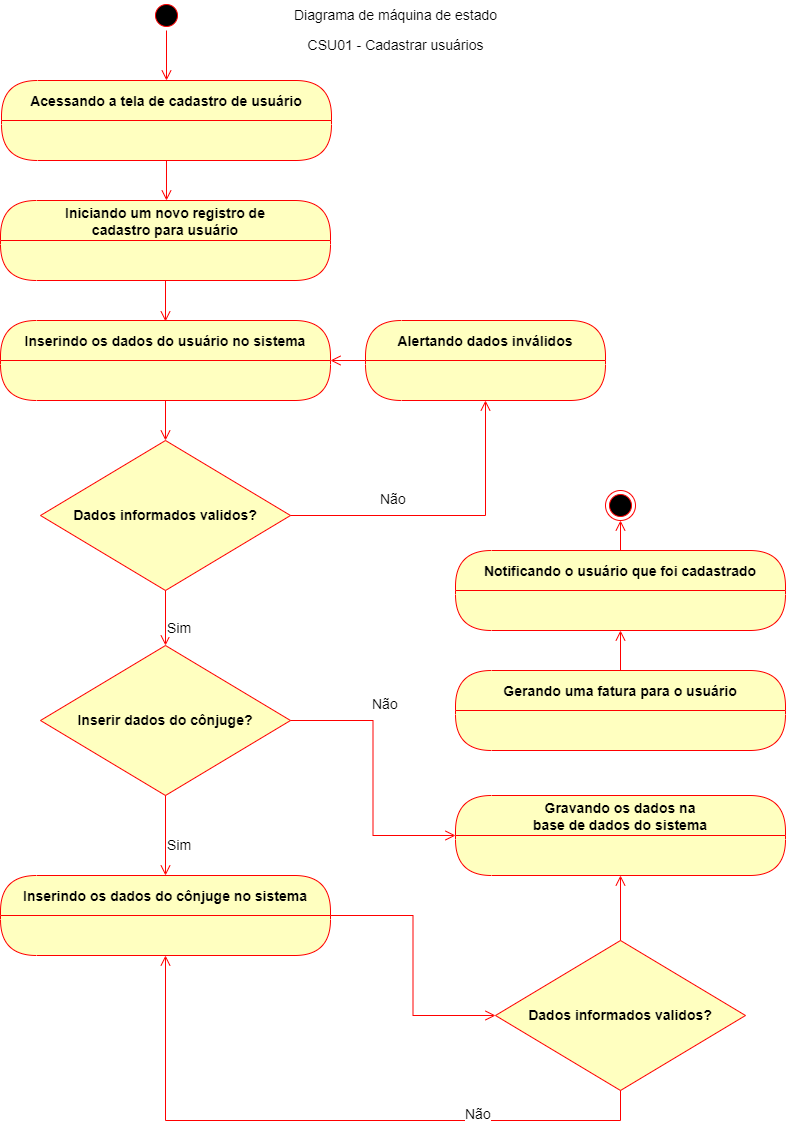 Diagrama de máquina de estado
CSU01 - Cadastrar usuários
Acessando a tela de cadastro de usuário
Iniciando um novo registro de
cadastro para usuário
Inserindo os dados do usuário no sistema
Alertando dados inválidos
Não
Dados informados validos?
Sim
Notificando o usuário que foi cadastrado
Gerando uma fatura para o usuário
Não
Inserir dados do cônjuge?
Gravando os dados na
base de dados do sistema
Sim
Inserindo os dados do cônjuge no sistema
Dados informados validos?
Não